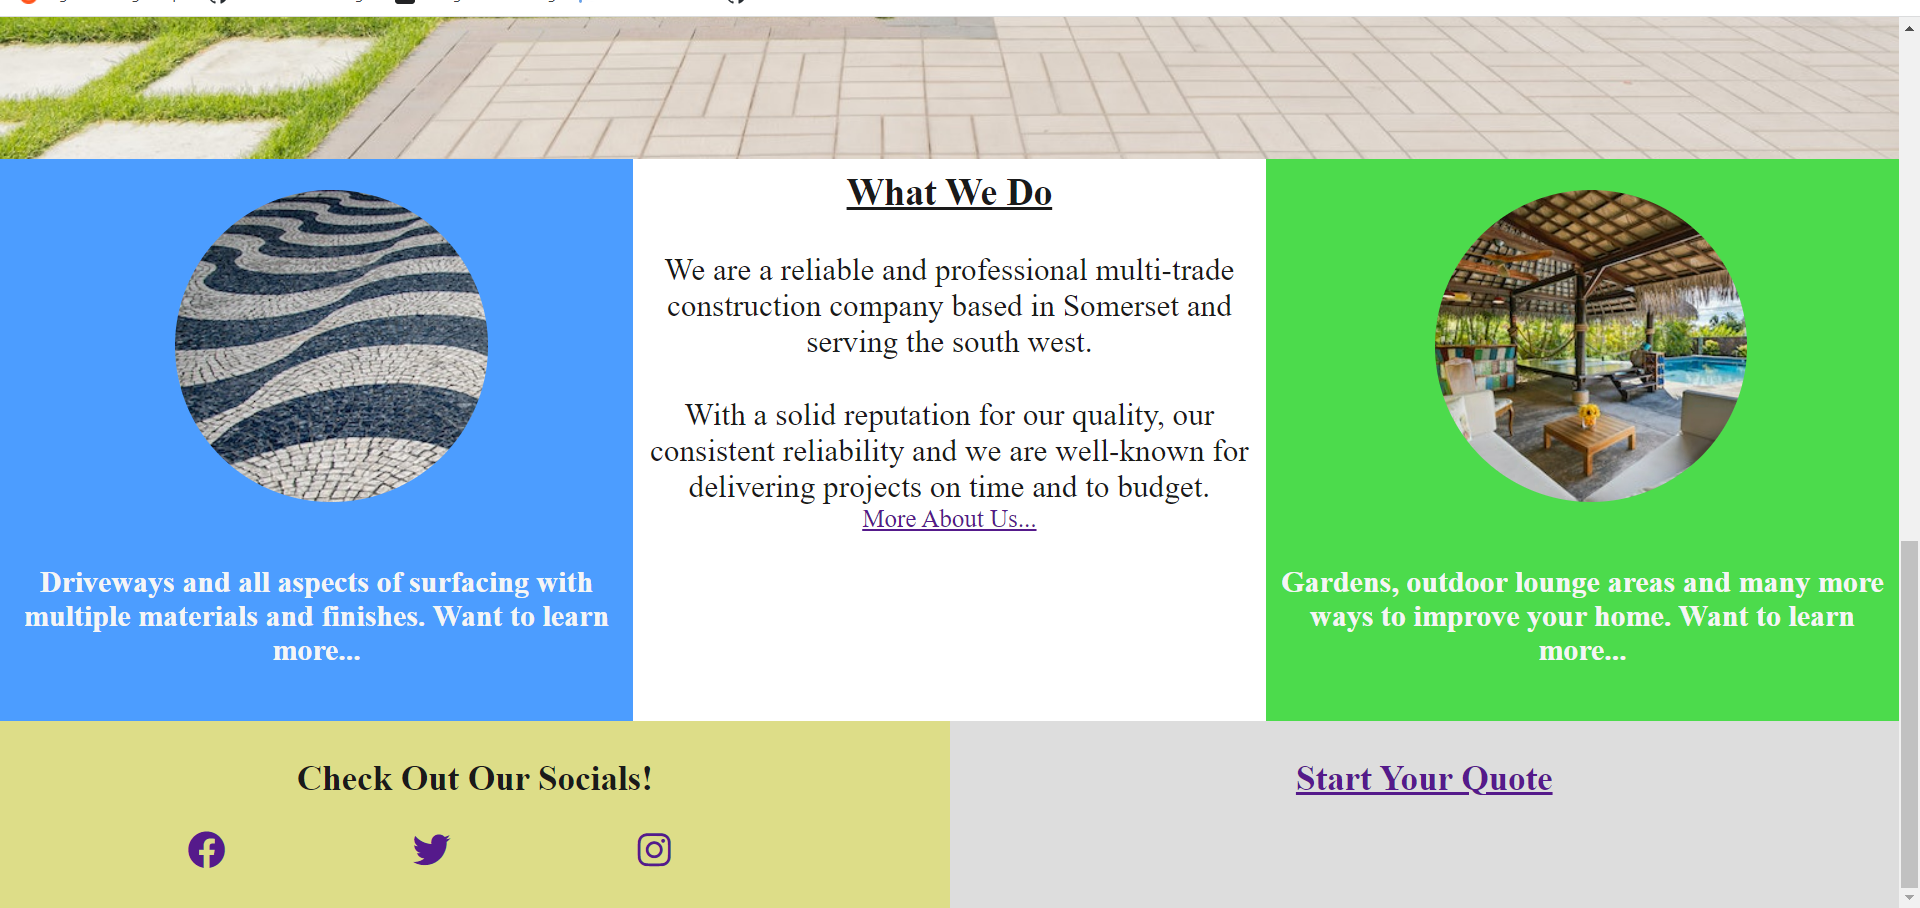 What We Do
We are a reliable and professional multi-trade
construction company based in Somerset and
serving the south west.
With a solid reputation for our quality, our
consistent reliability and we are well-known for
delivering projects on time and to budget.
More About Us...
Driveways and all aspects of surfacing with
multiple materials and finishes. Want to learn
more...
Gardens, outdoor lounge areas and many more
ways to improve your home. Want to learn
more...
Check Out Our Socials!
Start Your Quote